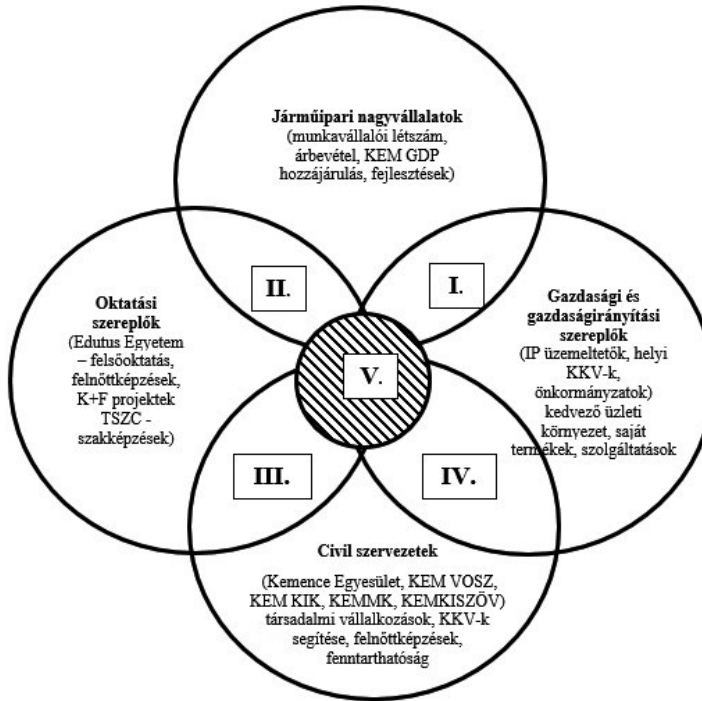 Járműipari nagyvállalatok
(munkavállalói létszám,
árbevétel, KEM GDP
hozzájárulás, fejlesztések)
II.
I.
Oktatási
szereplők
(Edutus Egyetem
– felsőoktatás,
felnőttképzések,
K+F projektek
TSZC -
szakképzések)
V.
Gazdasági és
gazdaságirányítási
szereplők
(IP üzemeltetők, helyi
KKV-k,
önkormányzatok)
kedvező üzleti
környezet, saját
termékek, szolgáltatások
III.
IV.
Civil szervezetek
(Kemence Egyesület, KEM VOSZ,
KEM KIK, KEMMK, KEMKISZÖV)
társadalmi vállalkozások, KKV-k
segítése, felnőttképzések,
fenntarthatóság